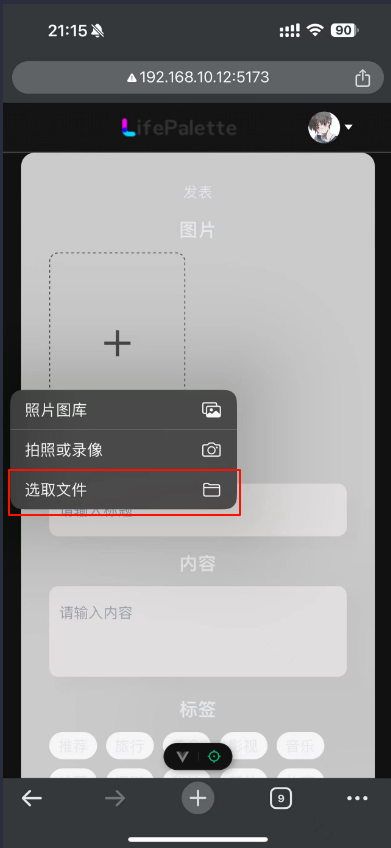 21:15
90
192.168.10.12:5173
LifePalette
发表
图片
照片图库
拍照或录像
选取文件
请输入标题
内容
请输入内容
标签
推荐 旅行 影视 音乐
9